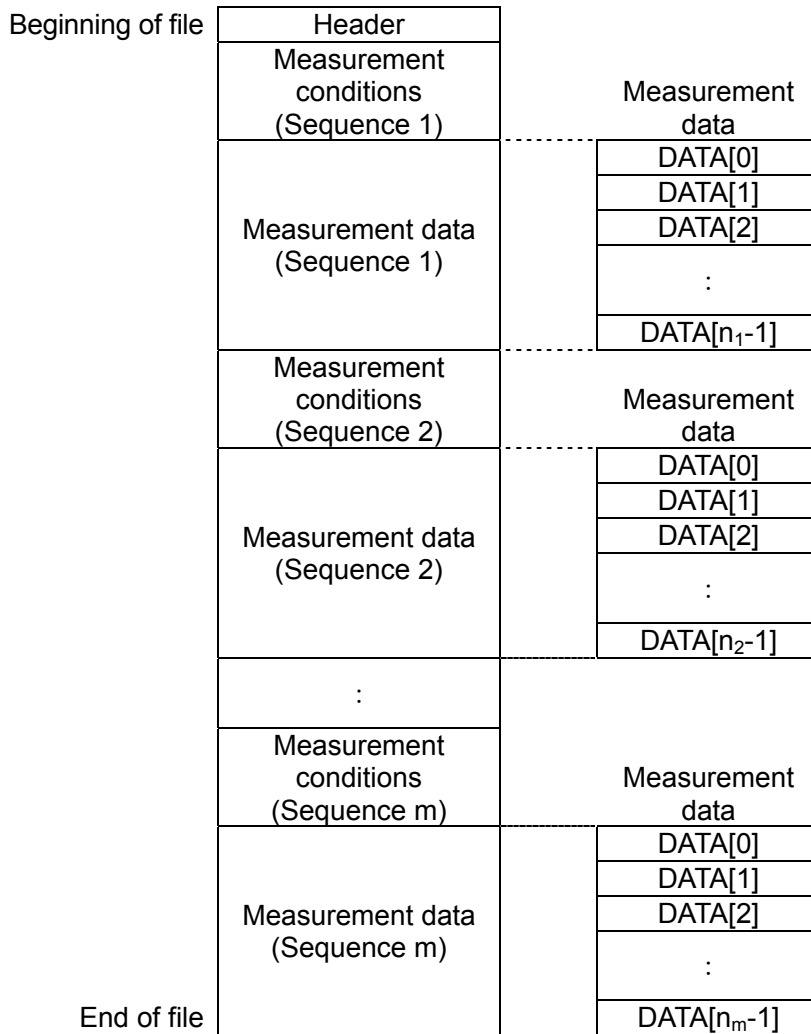 Beginning of file
Header
Measurement
conditions
(Sequence 1)
Measurement
data
Measurement data
(Sequence 1)
DATA[0]
DATA[1]
DATA[2]
:
DATA[n₁-1]
Measurement
conditions
(Sequence 2)
Measurement
data
Measurement data
(Sequence 2)
DATA[0]
DATA[1]
DATA[2]
:
DATA[n₂-1]
:
Measurement
conditions
(Sequence m)
Measurement
data
Measurement data
(Sequence m)
DATA[0]
DATA[1]
DATA[2]
:
DATA[nₘ-1]
End of file